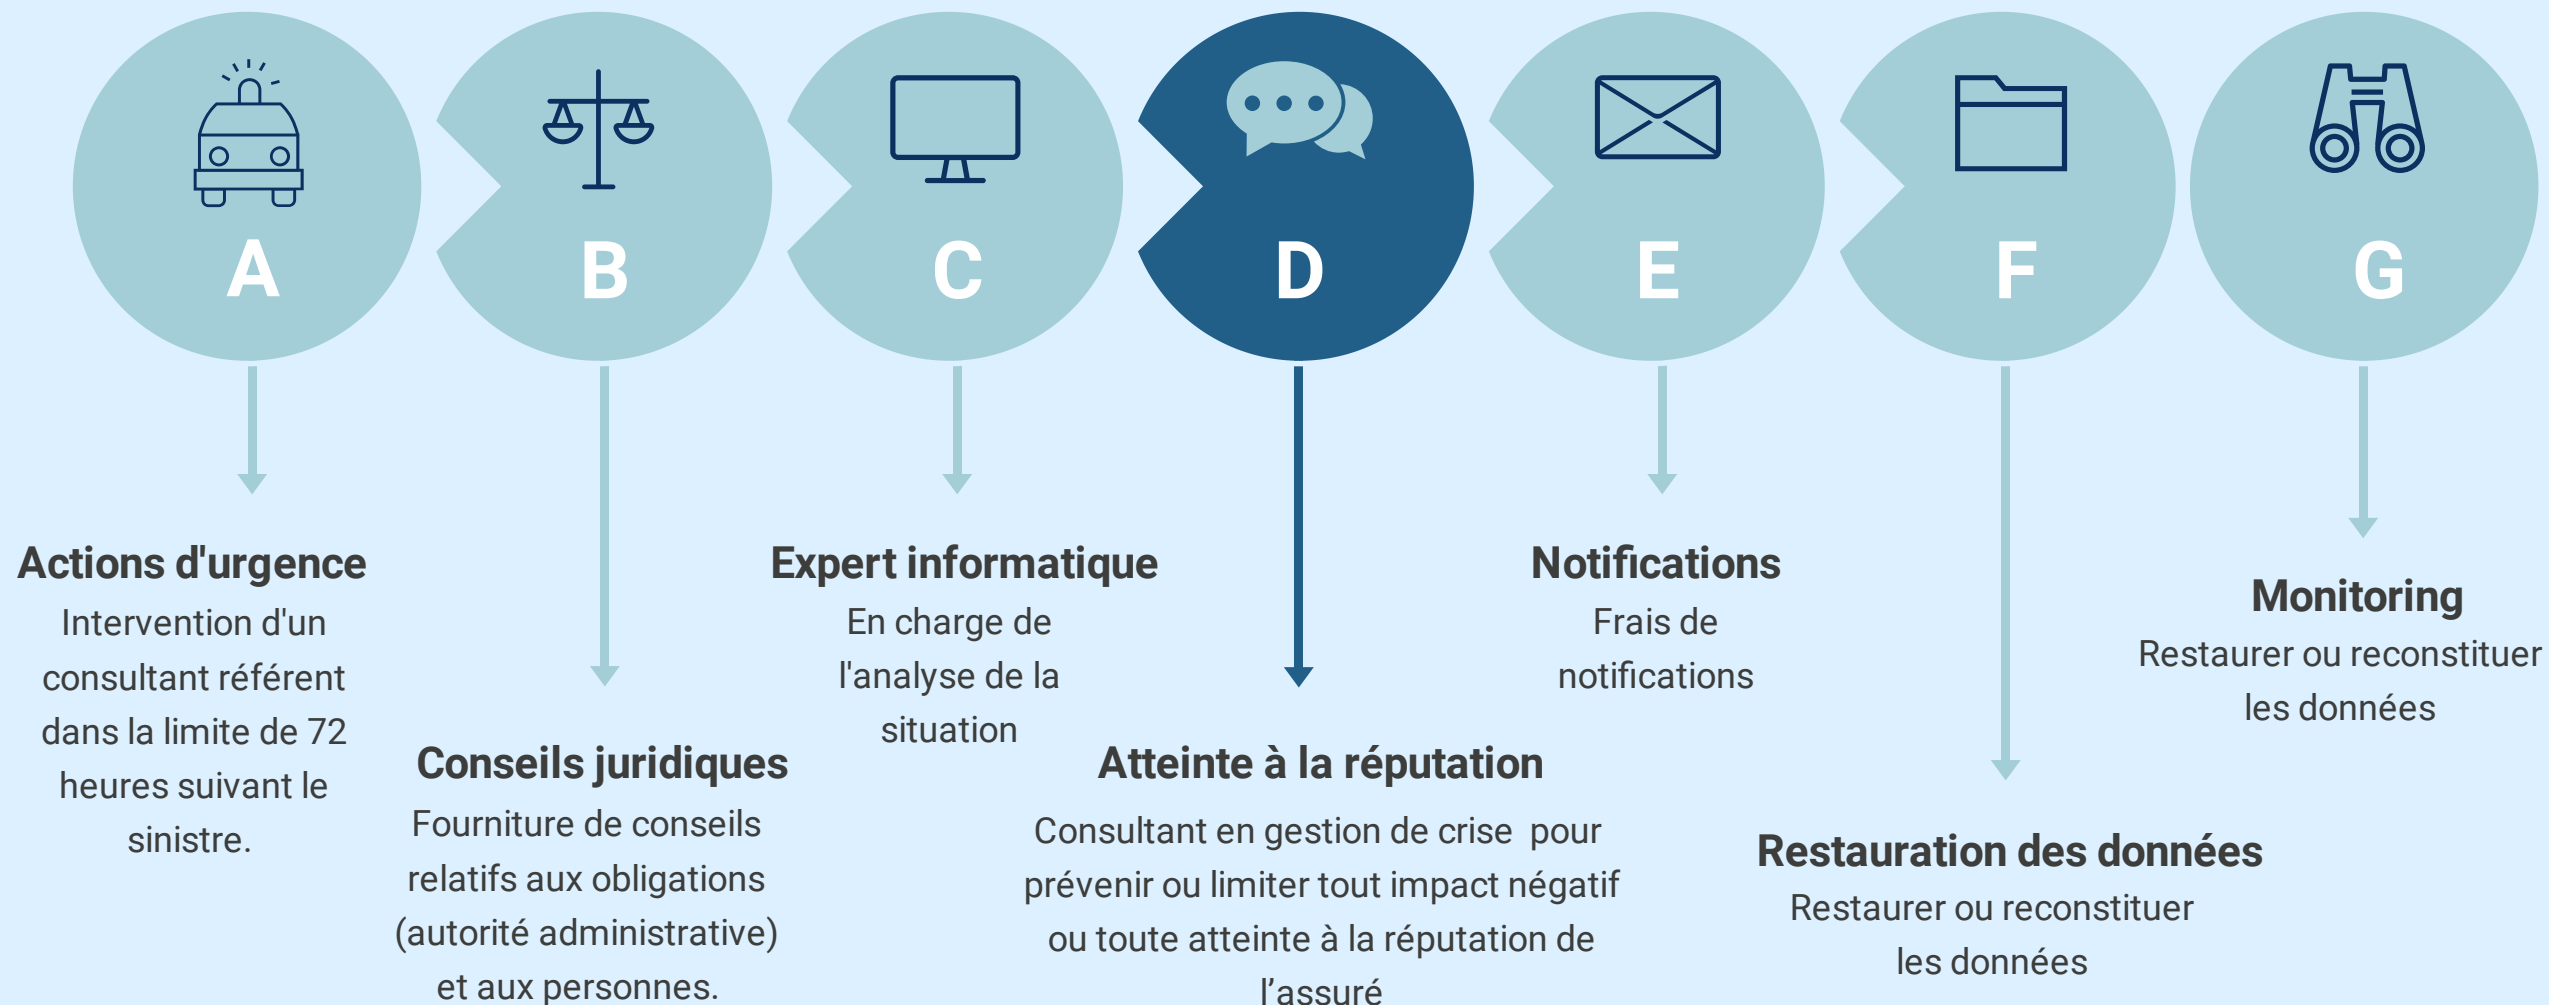 A
B
C
D
E
F
G
Actions d'urgence
Intervention d'un
consultant référent
dans la limite de 72
heures suivant le
sinistre.
Conseils juridiques
Fourniture de conseils
relatifs aux obligations
(autorité administrative)
et aux personnes.
Expert informatique
En charge de
l'analyse de la
situation
Atteinte à la réputation
Consultant en gestion de crise  pour
prévenir ou limiter tout impact négatif
ou toute atteinte à la réputation de
l’assuré
Notifications
Frais de
notifications
Restauration des données
Restaurer ou reconstituer
les données
Monitoring
Restaurer ou reconstituer
les données